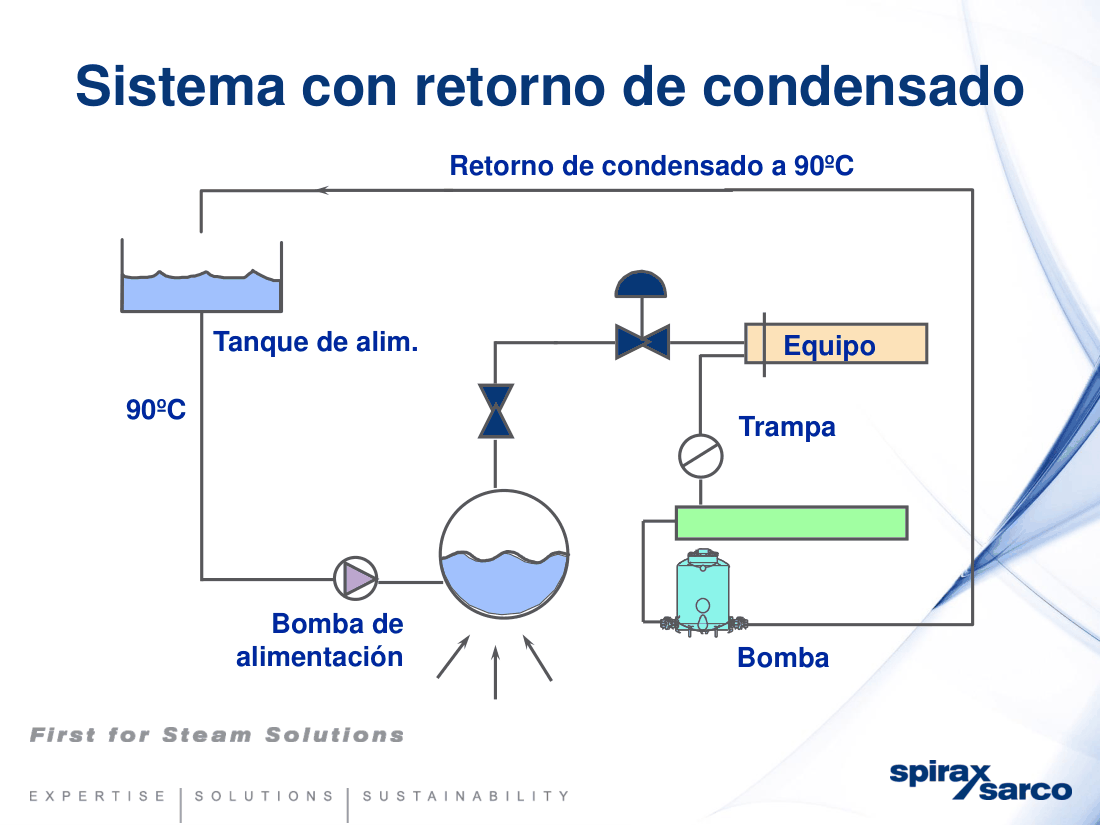 Sistema con retorno de condensado
Retorno de condensado a 90ºC
Tanque de alim.
Equipo
90ºC
Trampa
Bomba de
alimentación
Bomba
First for Steam Solutions
EXPERTISE SOLUTIONS SUSTAINABILITY
spirax
sarco